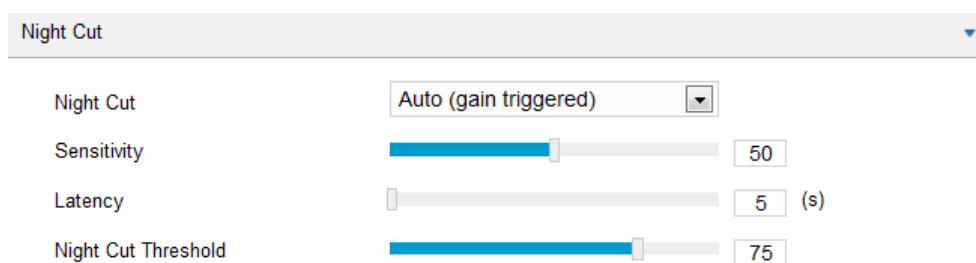 Night Cut
Night Cut Auto (gain triggered)
Sensitivity 50
Latency 5 (s)
Night Cut Threshold 75